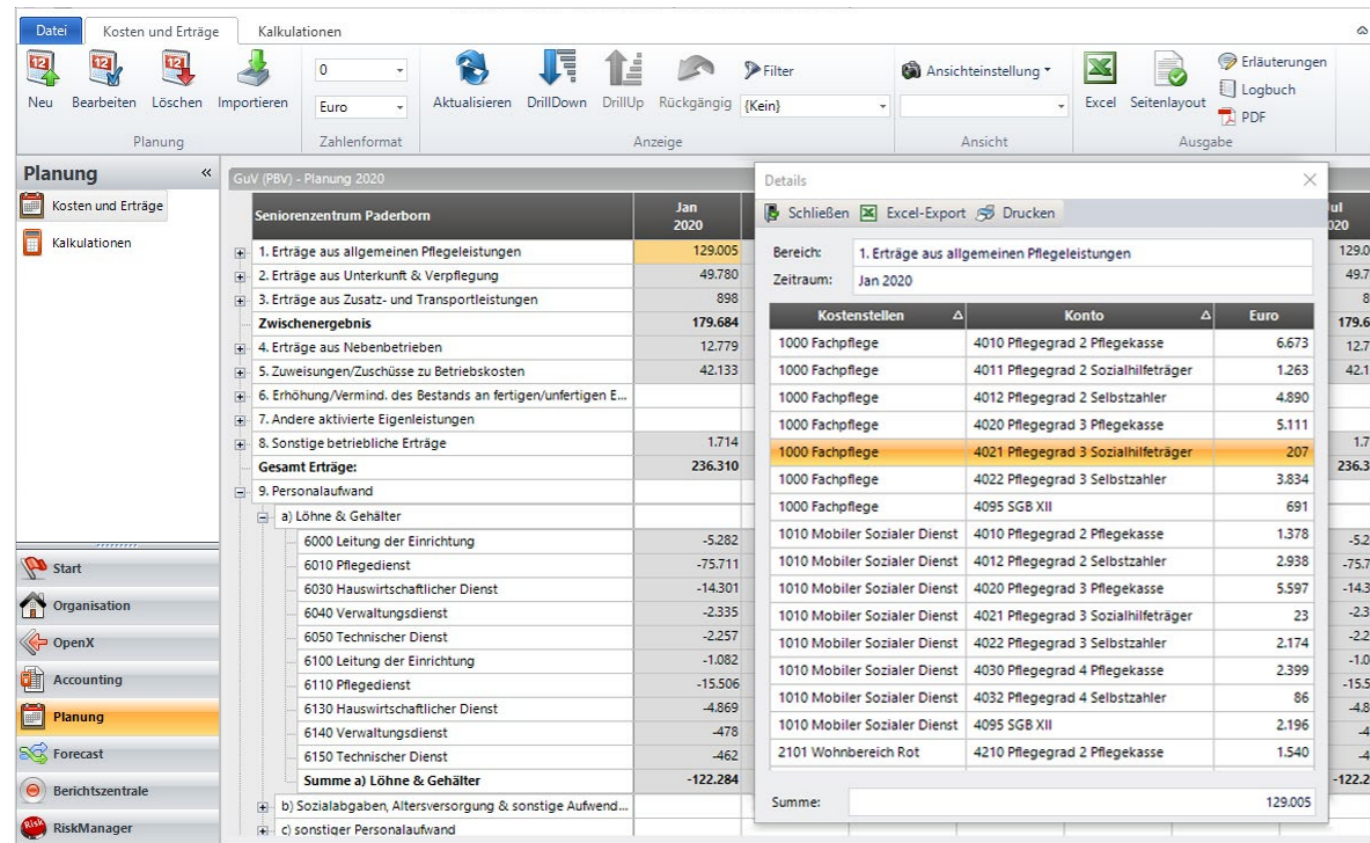 Datei Kosten und Erträge Kalkulationen
Neu Bearbeiten Löschen Importieren
Planung
0
Euro
Zahlenformat
Aktualisieren DrillDown DrillUp Rückgängig
Filter
{Kein}
Anzeige
Ansichteinstellung
Ansicht
Excel Seitenlayout
Erläuterungen
Logbuch
PDF
Ausgabe
Planung «
Kosten und Erträge
Kalkulationen
Start
Organisation
OpenX
Accounting
Planung
Forecast
Berichtszentrale
RiskManager
GuV (PBV) - Planung 2020
Seniorenzentrum Paderborn Jan 2020
1. Erträge aus allgemeinen Pflegeleistungen 129.005
2. Erträge aus Unterkunft & Verpflegung 49.780
3. Erträge aus Zusatz- und Transportleistungen 898
Zwischenergebnis 179.684
4. Erträge aus Nebenbetrieben 12.779
5. Zuweisungen/Zuschüsse zu Betriebskosten 42.133
6. Erhöhung/Vermind. des Bestands an fertigen/unfertigen E...
7. Andere aktivierte Eigenleistungen
8. Sonstige betriebliche Erträge 1.714
Gesamt Erträge: 236.310
9. Personalaufwand
a) Löhne & Gehälter
6000 Leitung der Einrichtung -5.282
6010 Pflegedienst -75.711
6030 Hauswirtschaftlicher Dienst -14.301
6040 Verwaltungsdienst -2.335
6050 Technischer Dienst -2.257
6100 Leitung der Einrichtung -1.082
6110 Pflegedienst -15.506
6130 Hauswirtschaftlicher Dienst -4.869
6140 Verwaltungsdienst -478
6150 Technischer Dienst -462
Summe a) Löhne & Gehälter -122.284
b) Sozialabgaben, Altersversorgung & sonstige Aufwend...
c) sonstiger Personalaufwand
Details
Schließen Excel-Export Drucken
Bereich: 1. Erträge aus allgemeinen Pflegeleistungen
Zeitraum: Jan 2020
Kostenstellen Konto Euro
1000 Fachpflege 4010 Pflegegrad 2 Pflegekasse 6.673
1000 Fachpflege 4011 Pflegegrad 2 Sozialhilfeträger 1.263
1000 Fachpflege 4012 Pflegegrad 2 Selbstzahler 4.890
1000 Fachpflege 4020 Pflegegrad 3 Pflegekasse 5.111
1000 Fachpflege 4021 Pflegegrad 3 Sozialhilfeträger 207
1000 Fachpflege 4022 Pflegegrad 3 Selbstzahler 3.834
1000 Fachpflege 4095 SGB XII 691
1010 Mobiler Sozialer Dienst 4010 Pflegegrad 2 Pflegekasse 1.378
1010 Mobiler Sozialer Dienst 4012 Pflegegrad 2 Selbstzahler 2.938
1010 Mobiler Sozialer Dienst 4020 Pflegegrad 3 Pflegekasse 5.597
1010 Mobiler Sozialer Dienst 4021 Pflegegrad 3 Sozialhilfeträger 23
1010 Mobiler Sozialer Dienst 4022 Pflegegrad 3 Selbstzahler 2.174
1010 Mobiler Sozialer Dienst 4030 Pflegegrad 4 Pflegekasse 2.399
1010 Mobiler Sozialer Dienst 4032 Pflegegrad 4 Selbstzahler 86
1010 Mobiler Sozialer Dienst 4095 SGB XII 2.196
2101 Wohnbereich Rot 4210 Pflegegrad 2 Pflegekasse 1.540
Summe: 129.005